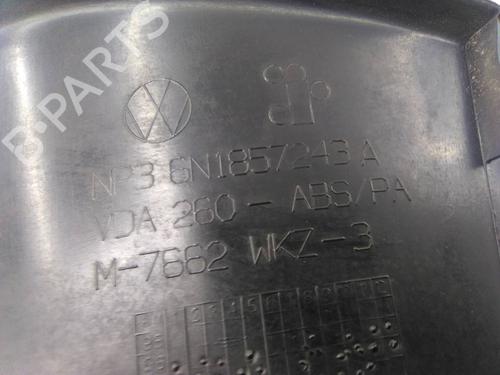 B-PARTS
NP3 6N1857243 A
VDA 260 - ABS/PA
M-7662 WKZ-3